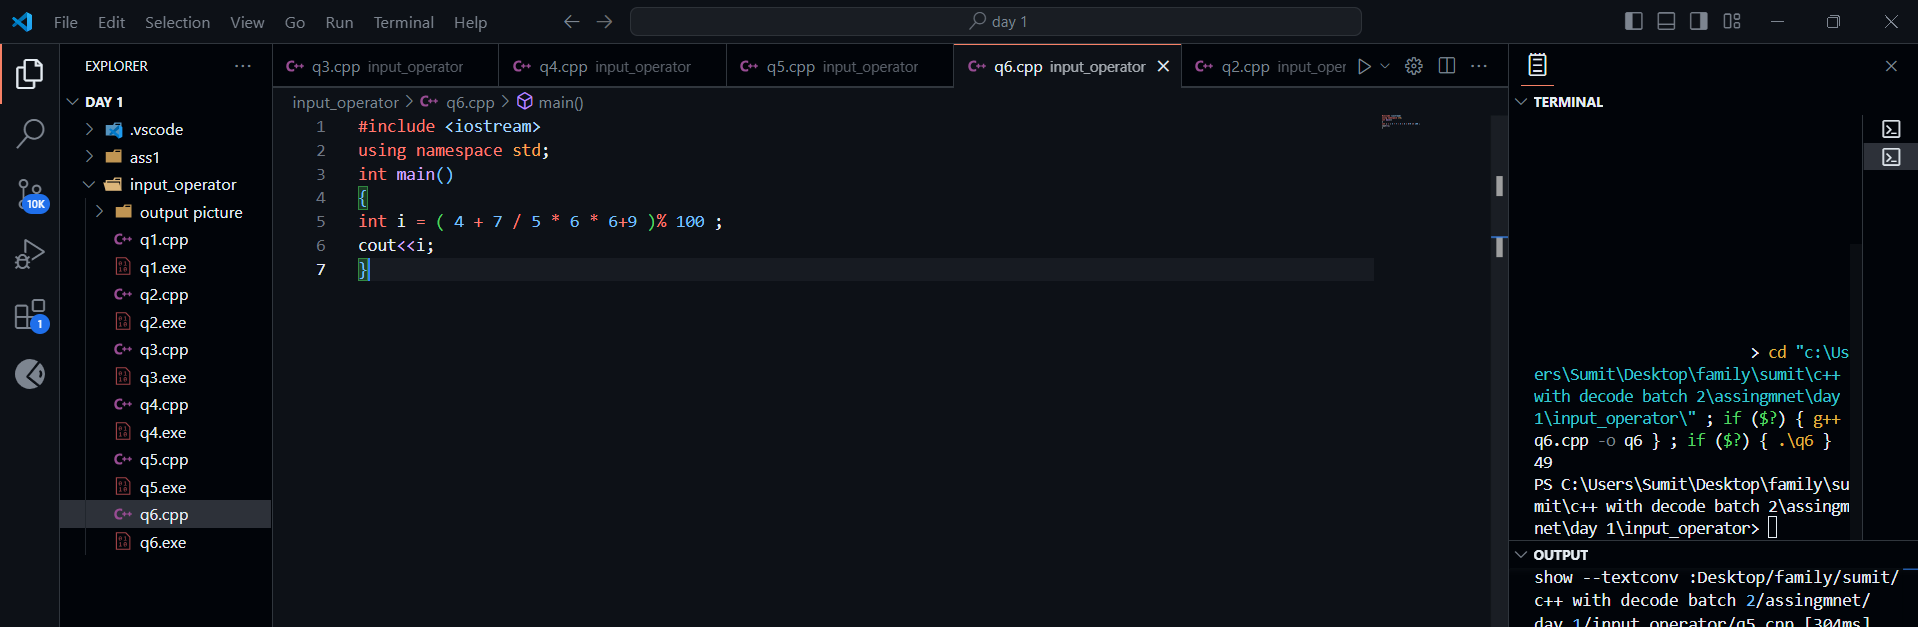 File Edit Selection View Go Run Terminal Help
day 1
EXPLORER
DAY 1
.vscode
ass1
input_operator
output picture
q1.cpp
q1.exe
q2.cpp
q2.exe
q3.cpp
q3.exe
q4.cpp
q4.exe
q5.cpp
q5.exe
q6.cpp
q6.exe
10K
1
q3.cpp input_operator
q4.cpp input_operator
q5.cpp input_operator
q6.cpp input_operator
q2.cpp input_oper
input_operator > q6.cpp > main()
1 #include <iostream>
2 using namespace std;
3 int main()
4 {
5 int i = ( 4 + 7 / 5 * 6 * 6+9 )% 100 ;
6 cout<<i;
7 }
TERMINAL
> cd "c:\Us
ers\Sumit\Desktop\family\sumit\c++
with decode batch 2\assingmnet\day
1\input_operator\" ; if ($?) { g++
q6.cpp -o q6 } ; if ($?) { .\q6 }
49
PS C:\Users\Sumit\Desktop\family\su
mit\c++ with decode batch 2\assingm
net\day 1\input_operator>
OUTPUT
show --textconv :Desktop/family/sumit/
c++ with decode batch 2/assingmnet/
day 1/input_operator/q5.cpp [304ms]